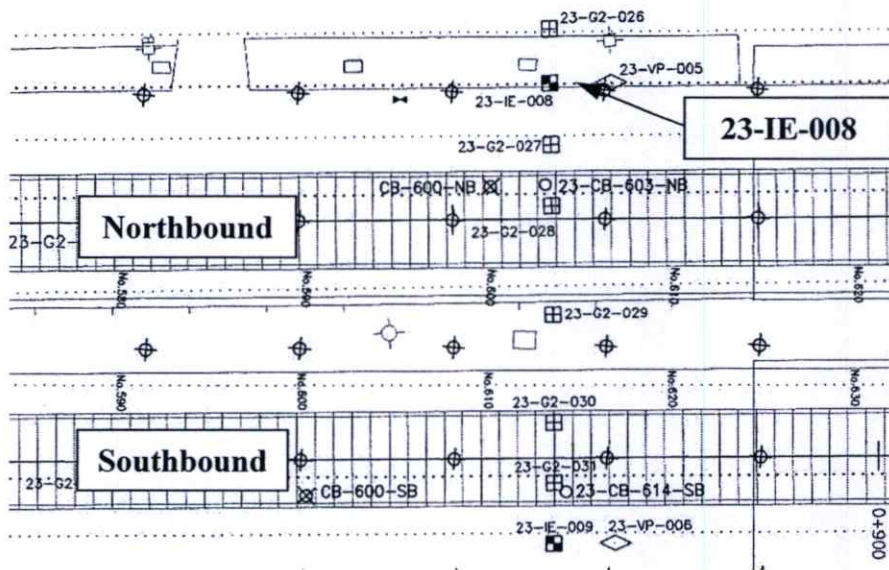 23-G2-026
23-VP-005
23-IE-008
23-IE-008
23-G2-027
CB-600-NB
23-CB-603-NB
Northbound
23-G2-
23-G2-028
No.580
No.590
No.600
No.610
No.620
23-G2-029
No.590
No.600
No.610
No.620
No.630
23-G2-030
Southbound
23-G2-031
23-G2-
CB-600-SB
23-CB-614-SB
23-IE-009
23-VP-006
0+900